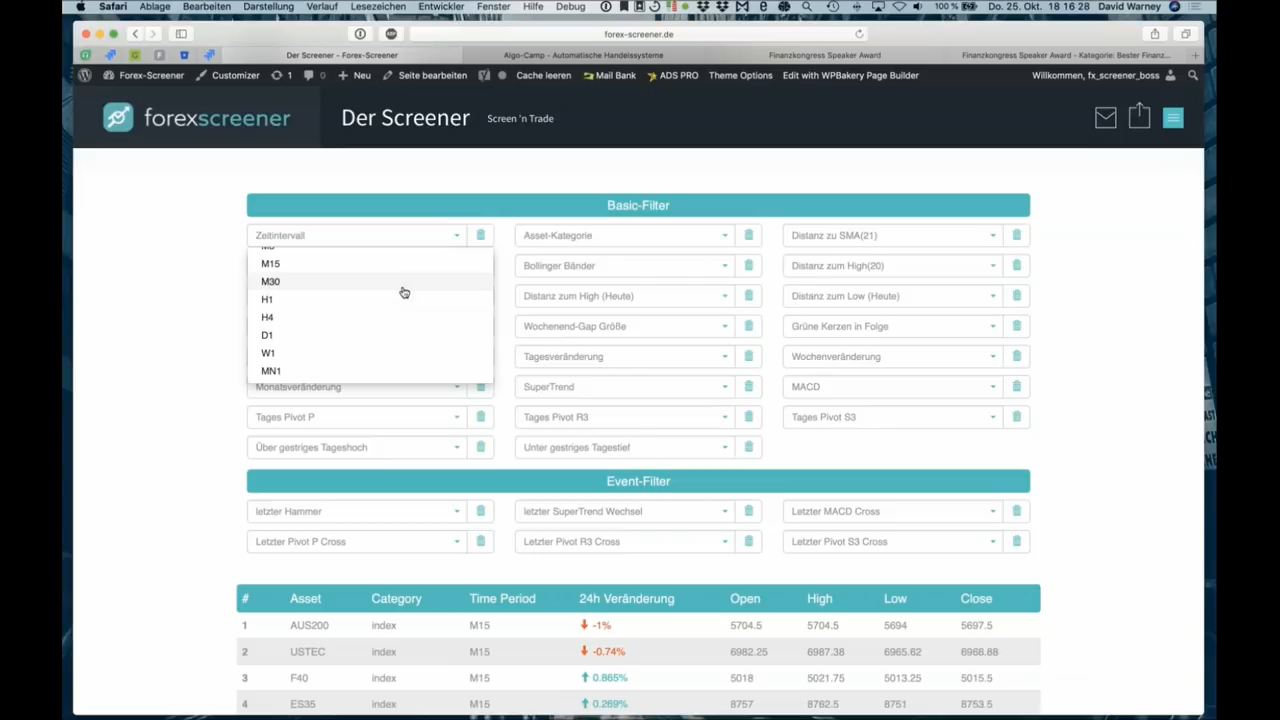 Safari Ablage Bearbeiten Darstellung Verlauf Lesezeichen Entwickler Fenster Hilfe Debug 100 % Do. 25. Okt. 18 16 28 David Warney
forex-screener.de
Der Screener - Forex-Screener Algo-Camp - Automatische Handelssysteme Finanzkongress Speaker Award Finanzkongress Speaker Award - Kategorie: Bester Finanz...
Forex-Screener Customizer 1 0 Neu Seite bearbeiten Cache leeren Mail Bank ADS PRO Theme Options Edit with WPBakery Page Builder Willkommen, fx_screener_boss
forexscreener Der Screener Screen 'n Trade
Basic-Filter
Zeitintervall Asset-Kategorie Distanz zu SMA(21)
M15
Bollinger Bänder Distanz zum High(20)
M30
H1
Distanz zum High (Heute) Distanz zum Low (Heute)
H4
Wochenend-Gap Größe Grüne Kerzen in Folge
D1
W1
Tagesveränderung Wochenveränderung
MN1
Monatsveränderung SuperTrend MACD
Tages Pivot P Tages Pivot R3 Tages Pivot S3
Über gestriges Tageshoch Unter gestriges Tagestief
Event-Filter
letzter Hammer letzter SuperTrend Wechsel Letzter MACD Cross
Letzter Pivot P Cross Letzter Pivot R3 Cross Letzter Pivot S3 Cross
# Asset Category Time Period 24h Veränderung Open High Low Close
1 AUS200 index M15 -1% 5704.5 5704.5 5694 5697.5
2 USTEC index M15 -0.74% 6982.25 6987.38 6965.62 6968.88
3 F40 index M15 0.865% 5018 5021.75 5013.25 5015.5
4 ES35 index M15 0.269% 8757 8762.5 8751 8753.5